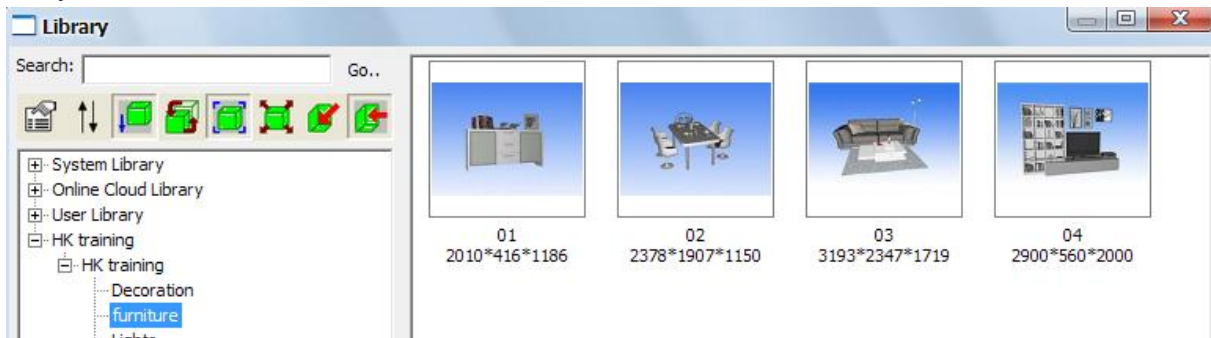 Library
Search:
Go..
System Library
Online Cloud Library
User Library
HK training
HK training
Decoration
furniture
Lights
01
2010*416*1186
02
2378*1907*1150
03
3193*2347*1719
04
2900*560*2000